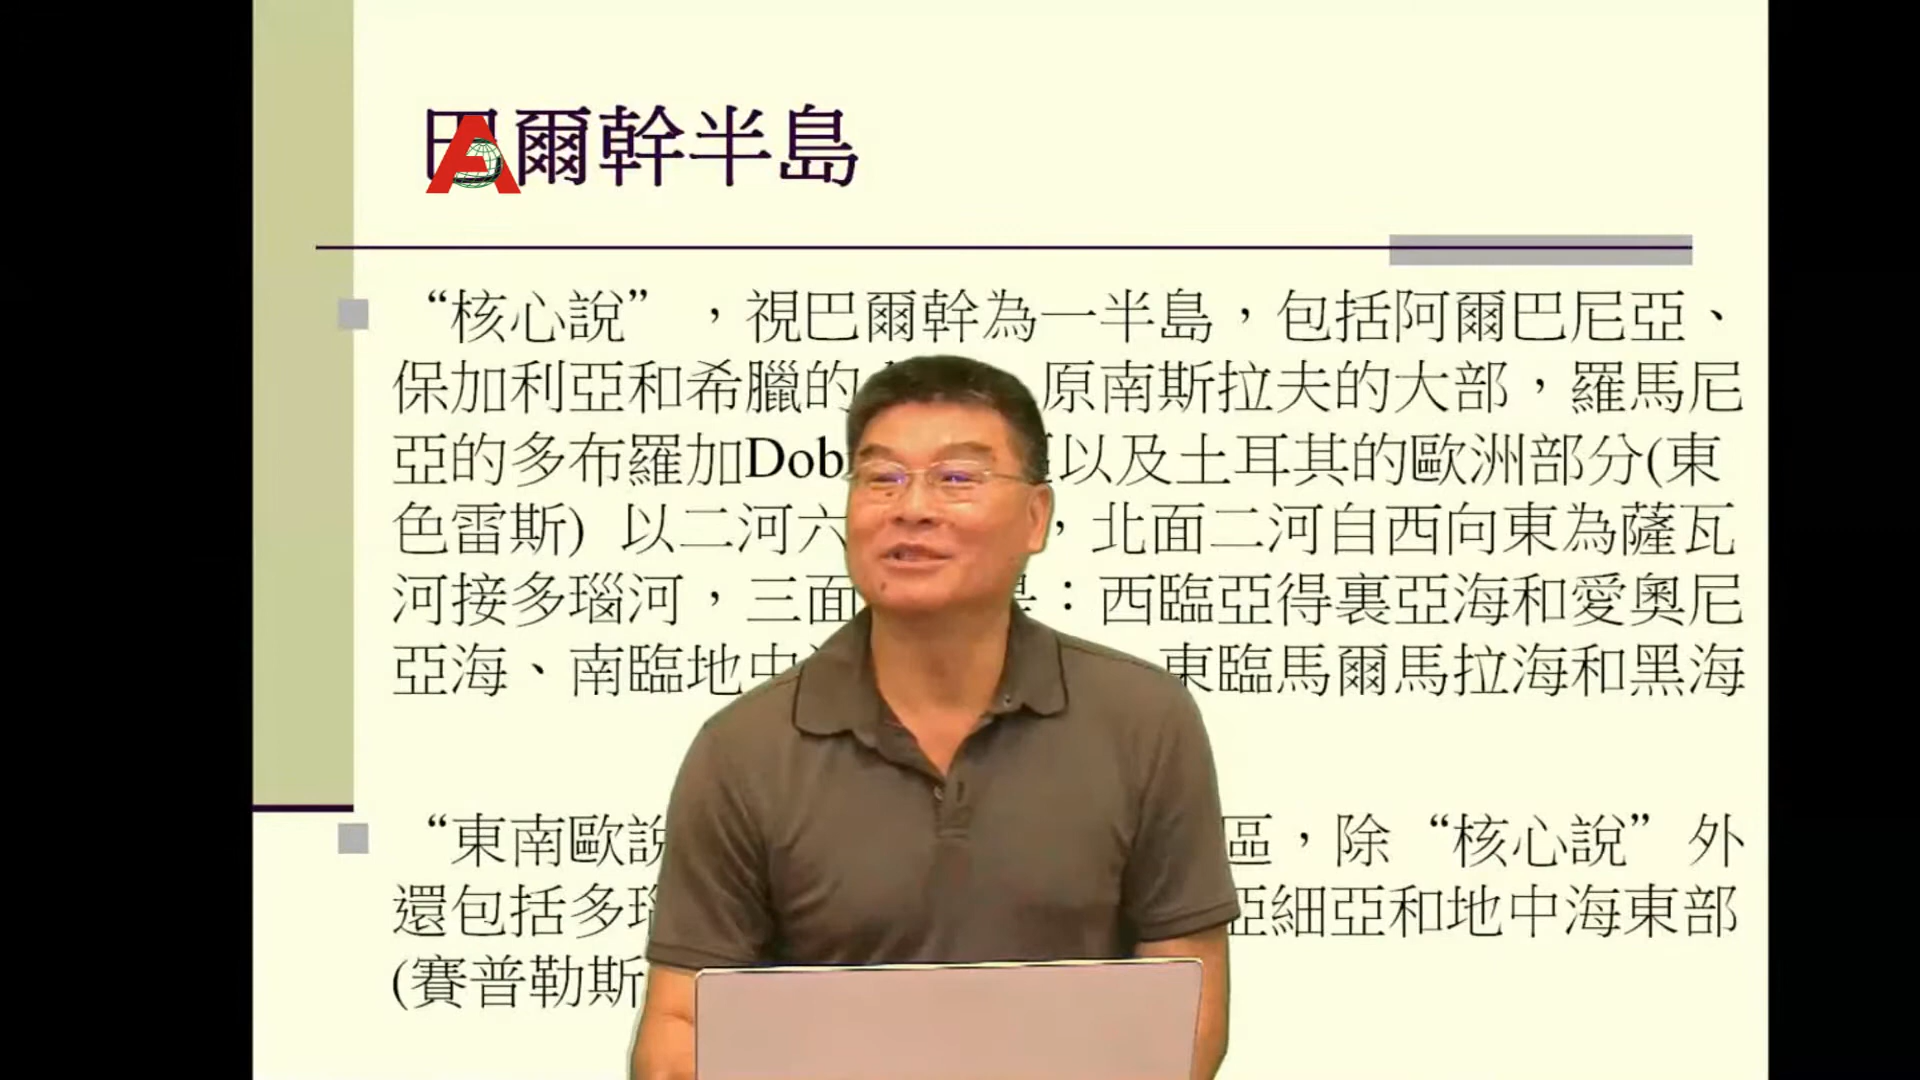 巴爾幹半島
“核心說”，視巴爾幹為一半島，包括阿爾巴尼亞、
保加利亞和希臘的 原南斯拉夫的大部，羅馬尼
亞的多布羅加Dob 以及土耳其的歐洲部分(東
色雷斯) 以二河六 ，北面二河自西向東為薩瓦
河接多瑙河，三面 ：西臨亞得裏亞海和愛奧尼
亞海、南臨地中 東臨馬爾馬拉海和黑海
“東南歐說 區，除“核心說”外
還包括多瑙 亞細亞和地中海東部
(賽普勒斯